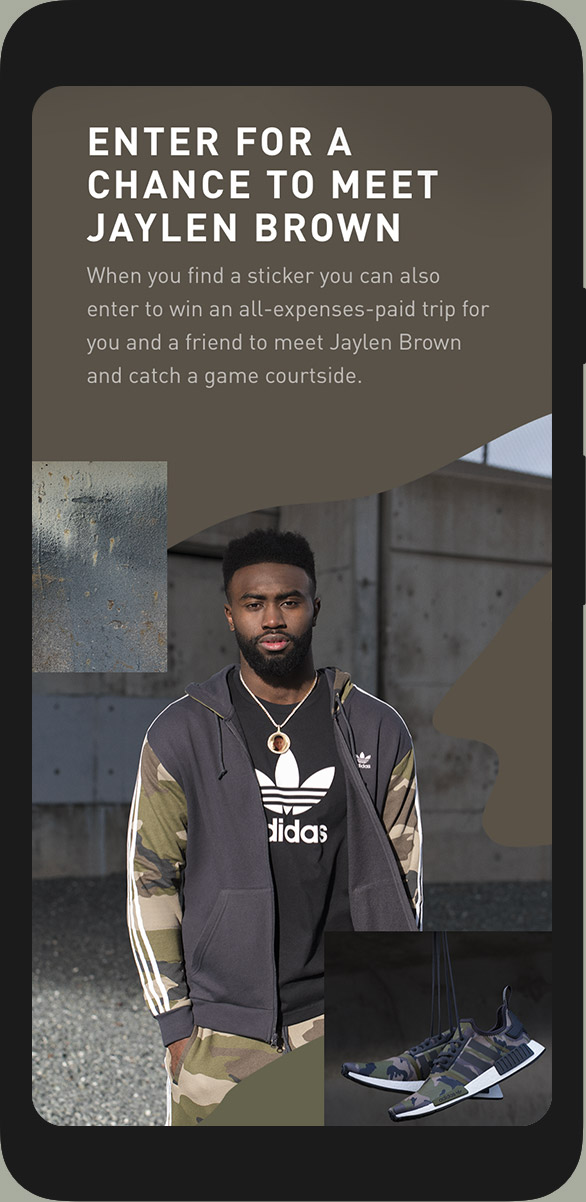 ENTER FOR A
CHANCE TO MEET
JAYLEN BROWN
When you find a sticker you can also
enter to win an all-expenses-paid trip for
you and a friend to meet Jaylen Brown
and catch a game courtside.
adidas
adidas